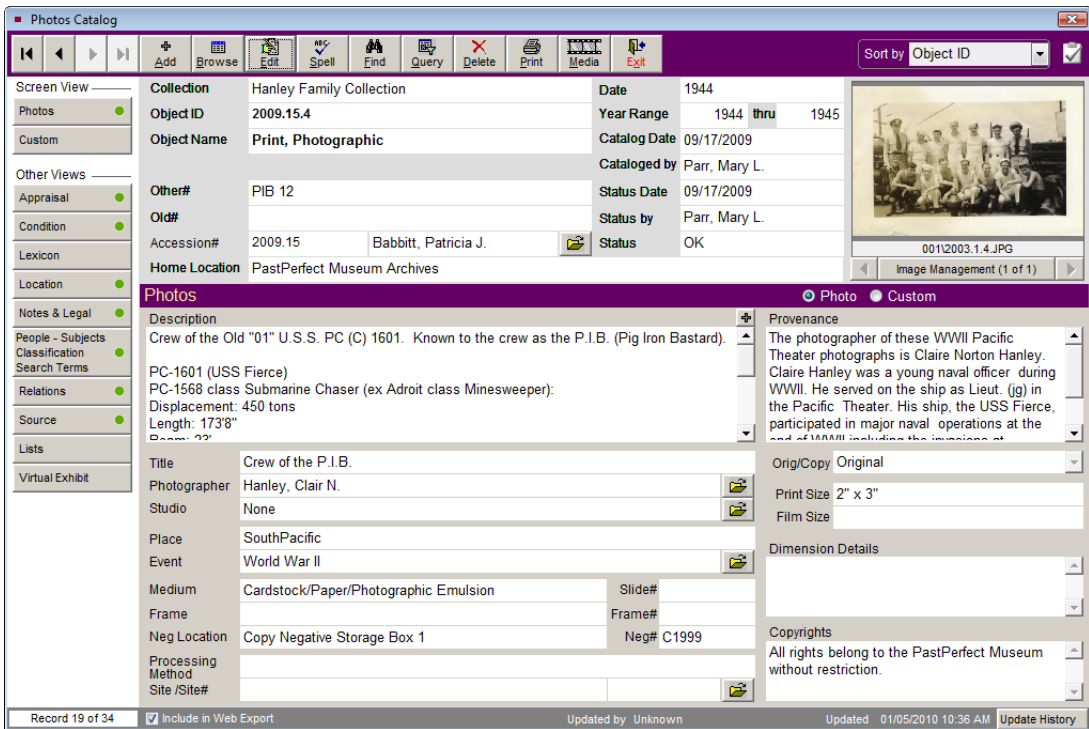 Photos Catalog
Add Browse Edit ABC Spell Find Query Delete Print Media Exit Sort by Object ID
Screen View
Photos
Custom
Other Views
Appraisal
Condition
Lexicon
Location
Notes & Legal
People - Subjects
Classification
Search Terms
Relations
Source
Lists
Virtual Exhibit
Collection Hanley Family Collection
Object ID 2009.15.4
Object Name Print, Photographic
Other# PIB 12
Old#
Accession# 2009.15 Babbitt, Patricia J.
Home Location PastPerfect Museum Archives
Date 1944
Year Range 1944 thru 1945
Catalog Date 09/17/2009
Cataloged by Parr, Mary L.
Status Date 09/17/2009
Status by Parr, Mary L.
Status OK
001\2003.1.4.JPG
Image Management (1 of 1)
Photos Photo Custom
Description
Crew of the Old "01" U.S.S. PC (C) 1601. Known to the crew as the P.I.B. (Pig Iron Bastard).
PC-1601 (USS Fierce)
PC-1568 class Submarine Chaser (ex Adroit class Minesweeper):
Displacement: 450 tons
Length: 173'8"
Beam: 23'
Provenance
The photographer of these WWII Pacific
Theater photographs is Claire Norton Hanley.
Claire Hanley was a young naval officer during
WWII. He served on the ship as Lieut. (jg) in
the Pacific Theater. His ship, the USS Fierce,
participated in major naval operations at the
end of WWII including the invasions at
Title Crew of the P.I.B.
Photographer Hanley, Clair N.
Studio None
Place SouthPacific
Event World War II
Medium Cardstock/Paper/Photographic Emulsion Slide#
Frame Frame#
Neg Location Copy Negative Storage Box 1 Neg# C1999
Processing
Method
Site /Site#
Orig/Copy Original
Print Size 2" x 3"
Film Size
Dimension Details
Copyrights
All rights belong to the PastPerfect Museum
without restriction.
Record 19 of 34 Include in Web Export Updated by Unknown Updated 01/05/2010 10:36 AM Update History